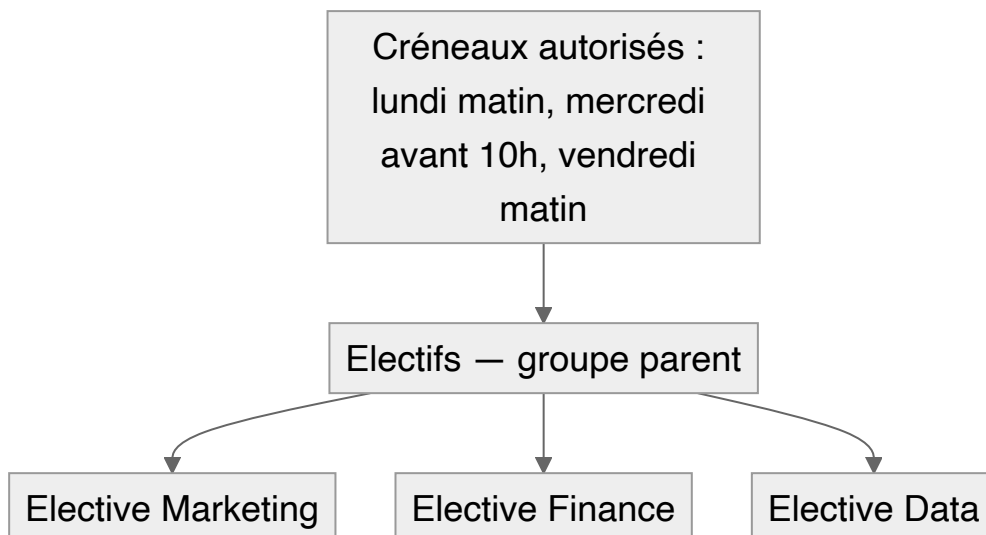 Créneaux autorisés :
lundi matin, mercredi
avant 10h, vendredi
matin
Electifs — groupe parent
Elective Marketing
Elective Finance
Elective Data